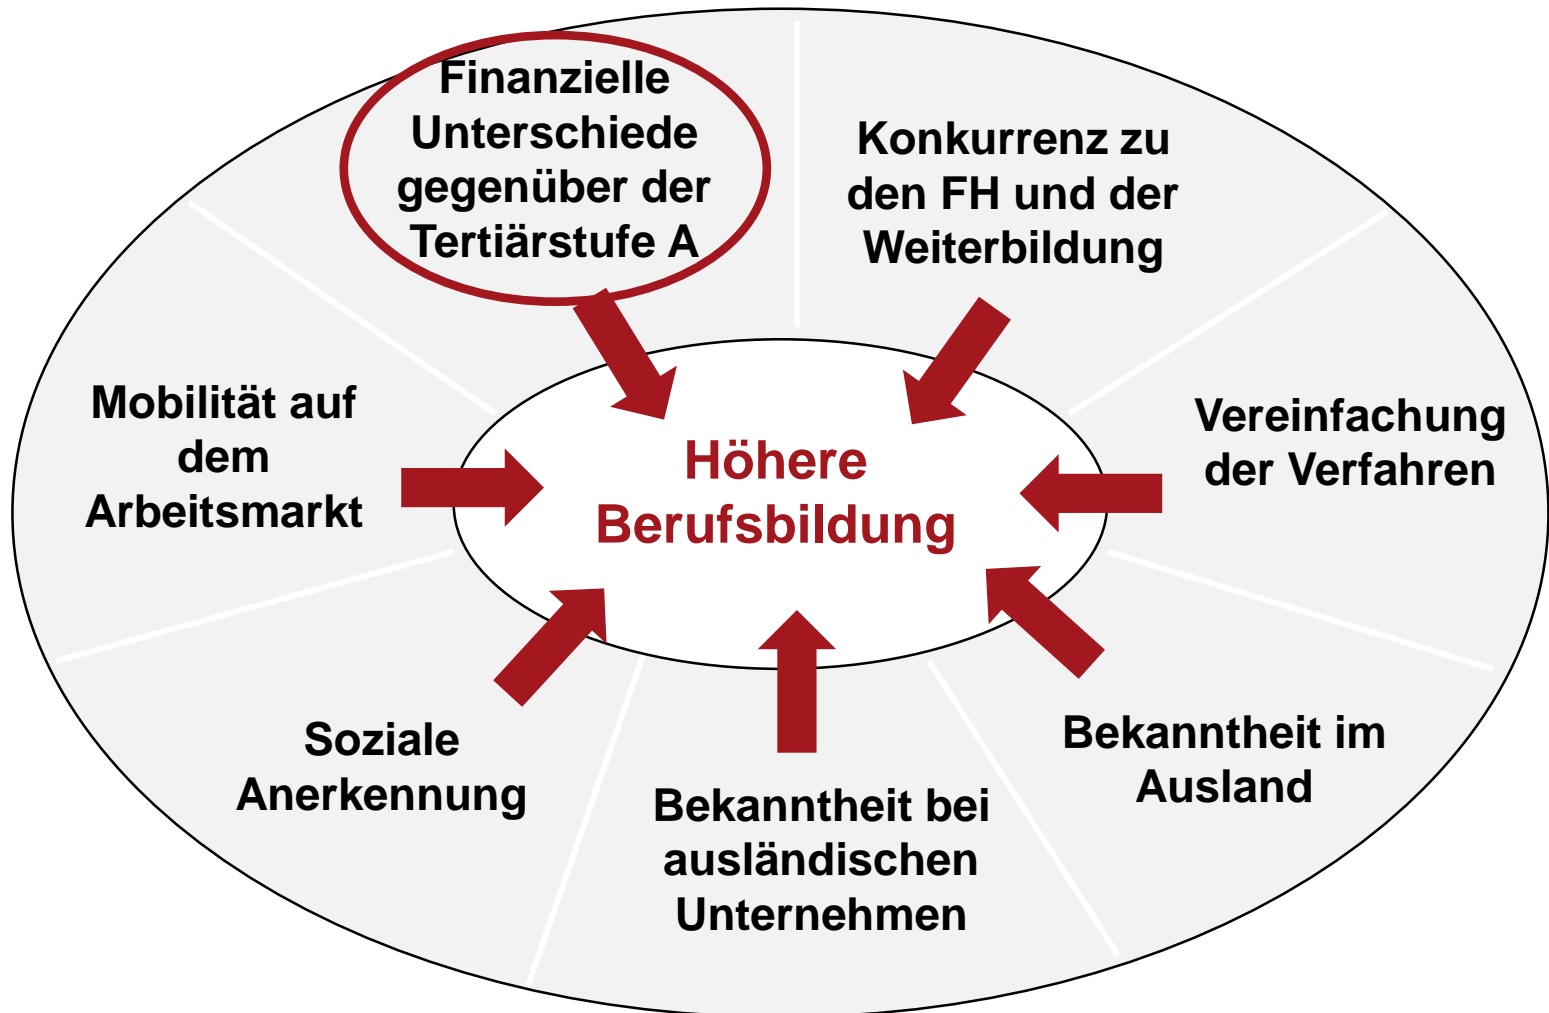 Finanzielle
Unterschiede
gegenüber der
Tertiärstufe A
Konkurrenz zu
den FH und der
Weiterbildung
Mobilität auf
dem
Arbeitsmarkt
Höhere
Berufsbildung
Vereinfachung
der Verfahren
Soziale
Anerkennung
Bekanntheit bei
ausländischen
Unternehmen
Bekanntheit im
Ausland